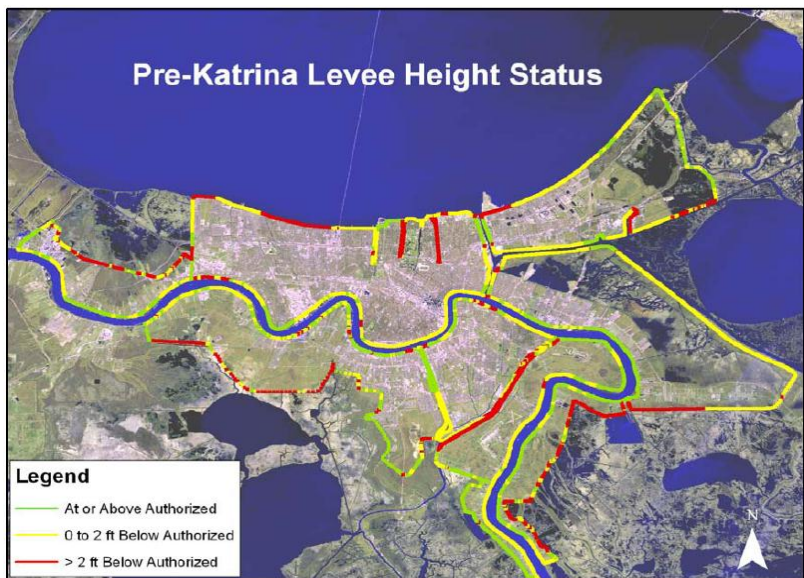 Pre-Katrina Levee Height Status
Legend
At or Above Authorized
0 to 2 ft Below Authorized
> 2 ft Below Authorized
N